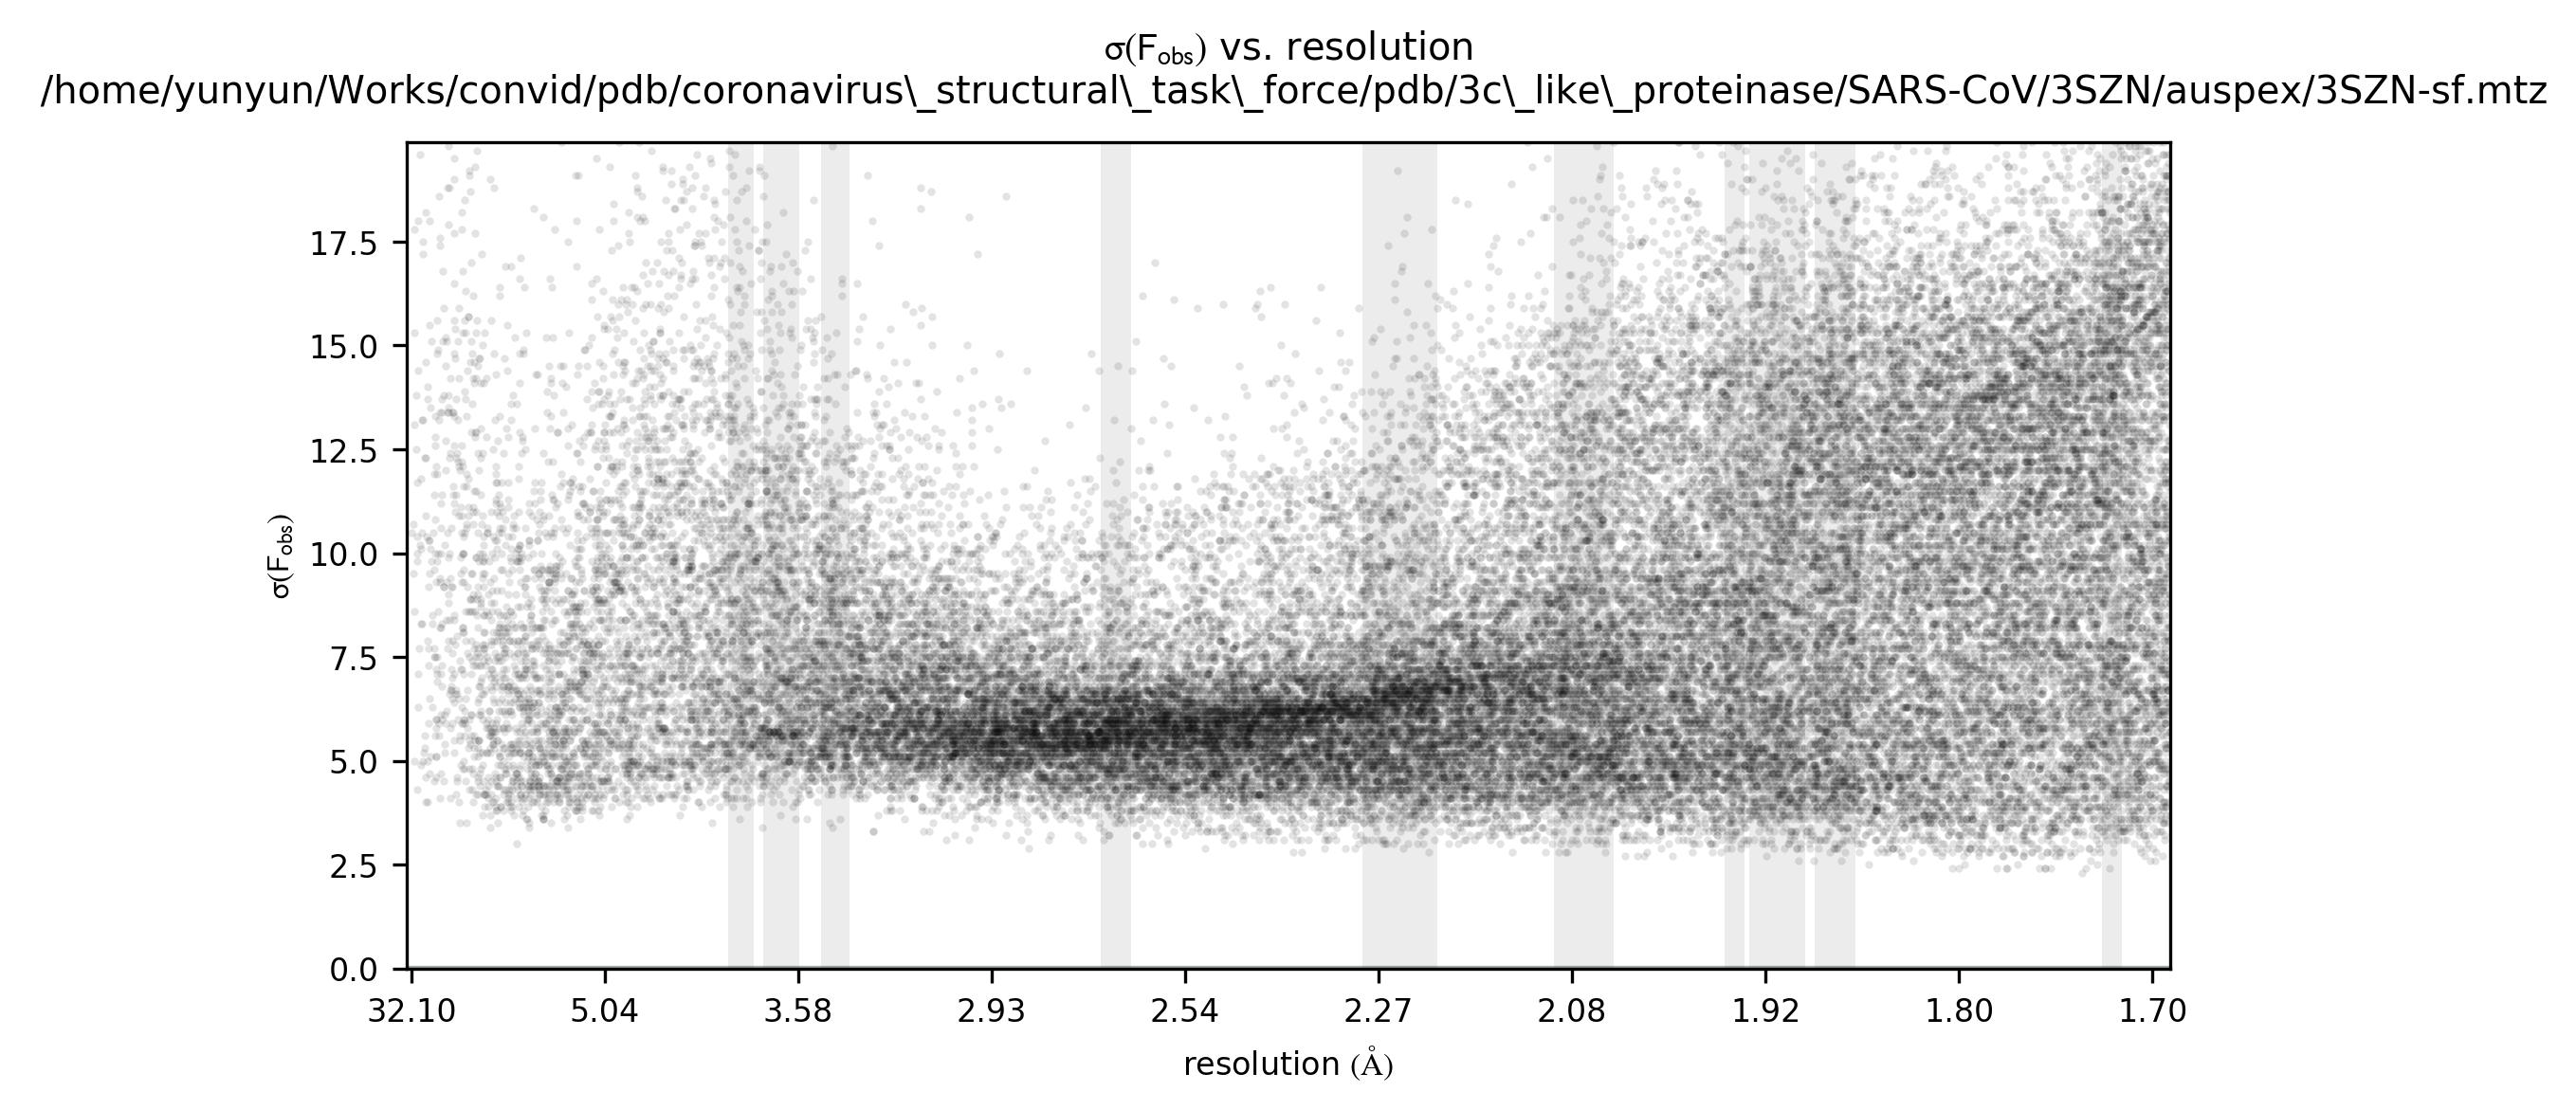 σ(Fobs) vs. resolution
/home/yunyun/Works/convid/pdb/coronavirus\_structural\_task\_force/pdb/3c\_like\_proteinase/SARS-CoV/3SZN/auspex/3SZN-sf.mtz
17.5
15.0
12.5
10.0
7.5
5.0
2.5
0.0
σ(Fobs)
32.10 5.04 3.58 2.93 2.54 2.27 2.08 1.92 1.80 1.70
resolution (Å)